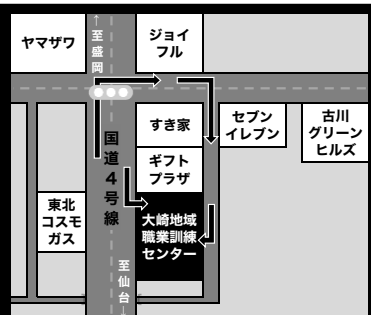 ↑至盛岡
ヤマザワ
ジョイ
フル
国道4号線
すき家
ギフト
プラザ
セブン
イレブン
古川
グリーン
ヒルズ
東北
コスモ
ガス
大崎地域
職業訓練
センター
至仙台↓